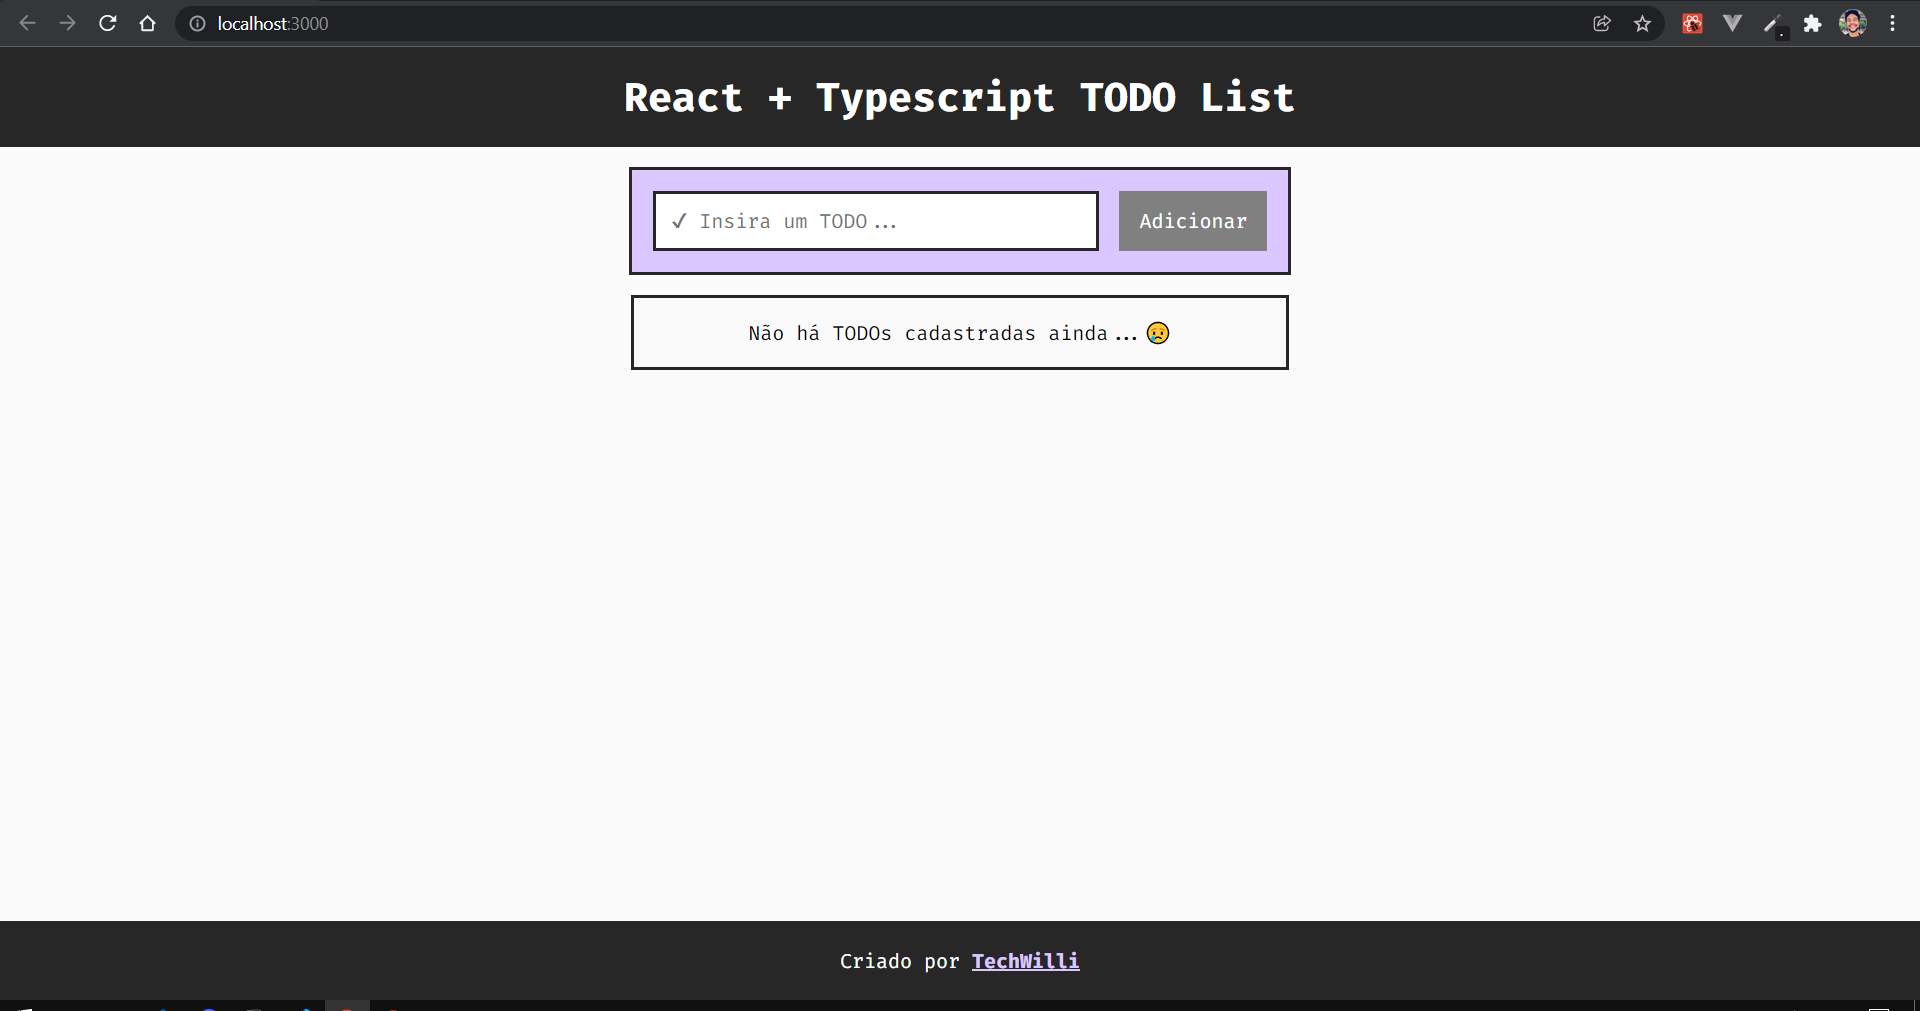 localhost:3000
React + Typescript TODO List
✓ Insira um TODO...
Adicionar
Não há TODOs cadastradas ainda...😥
Criado por TechWilli